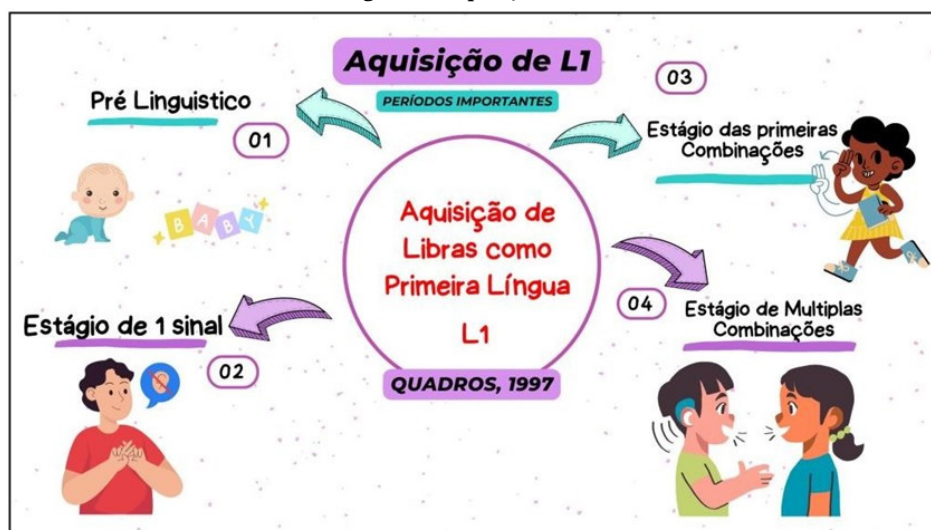 Aquisição de L1
PERÍODOS IMPORTANTES
Pré Linguistico
01
BABY
Estágio de 1 sinal
02
Aquisição de
Libras como
Primeira Língua
L1
QUADROS, 1997
03
Estágio das primeiras
Combinações
04
Estágio de Multiplas
Combinações